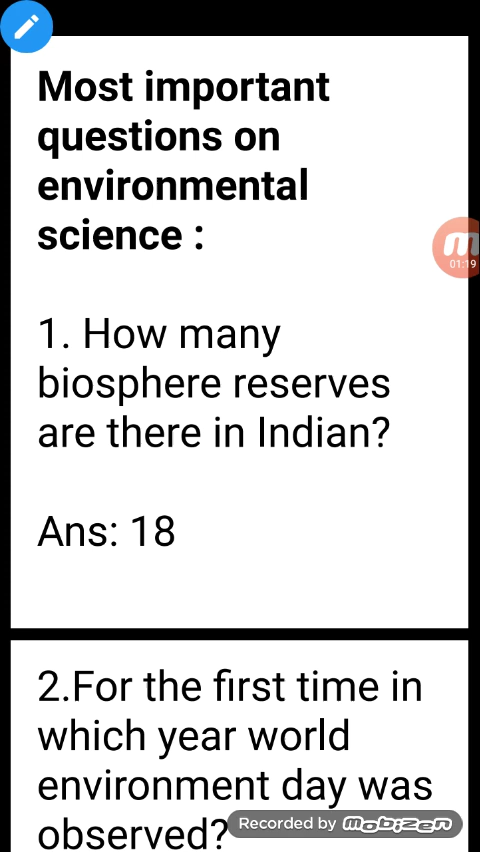 Most important
questions on
environmental
science :
01:19
1. How many
biosphere reserves
are there in Indian?
Ans: 18
2.For the first time in
which year world
environment day was
observed?
Recorded by mobizen